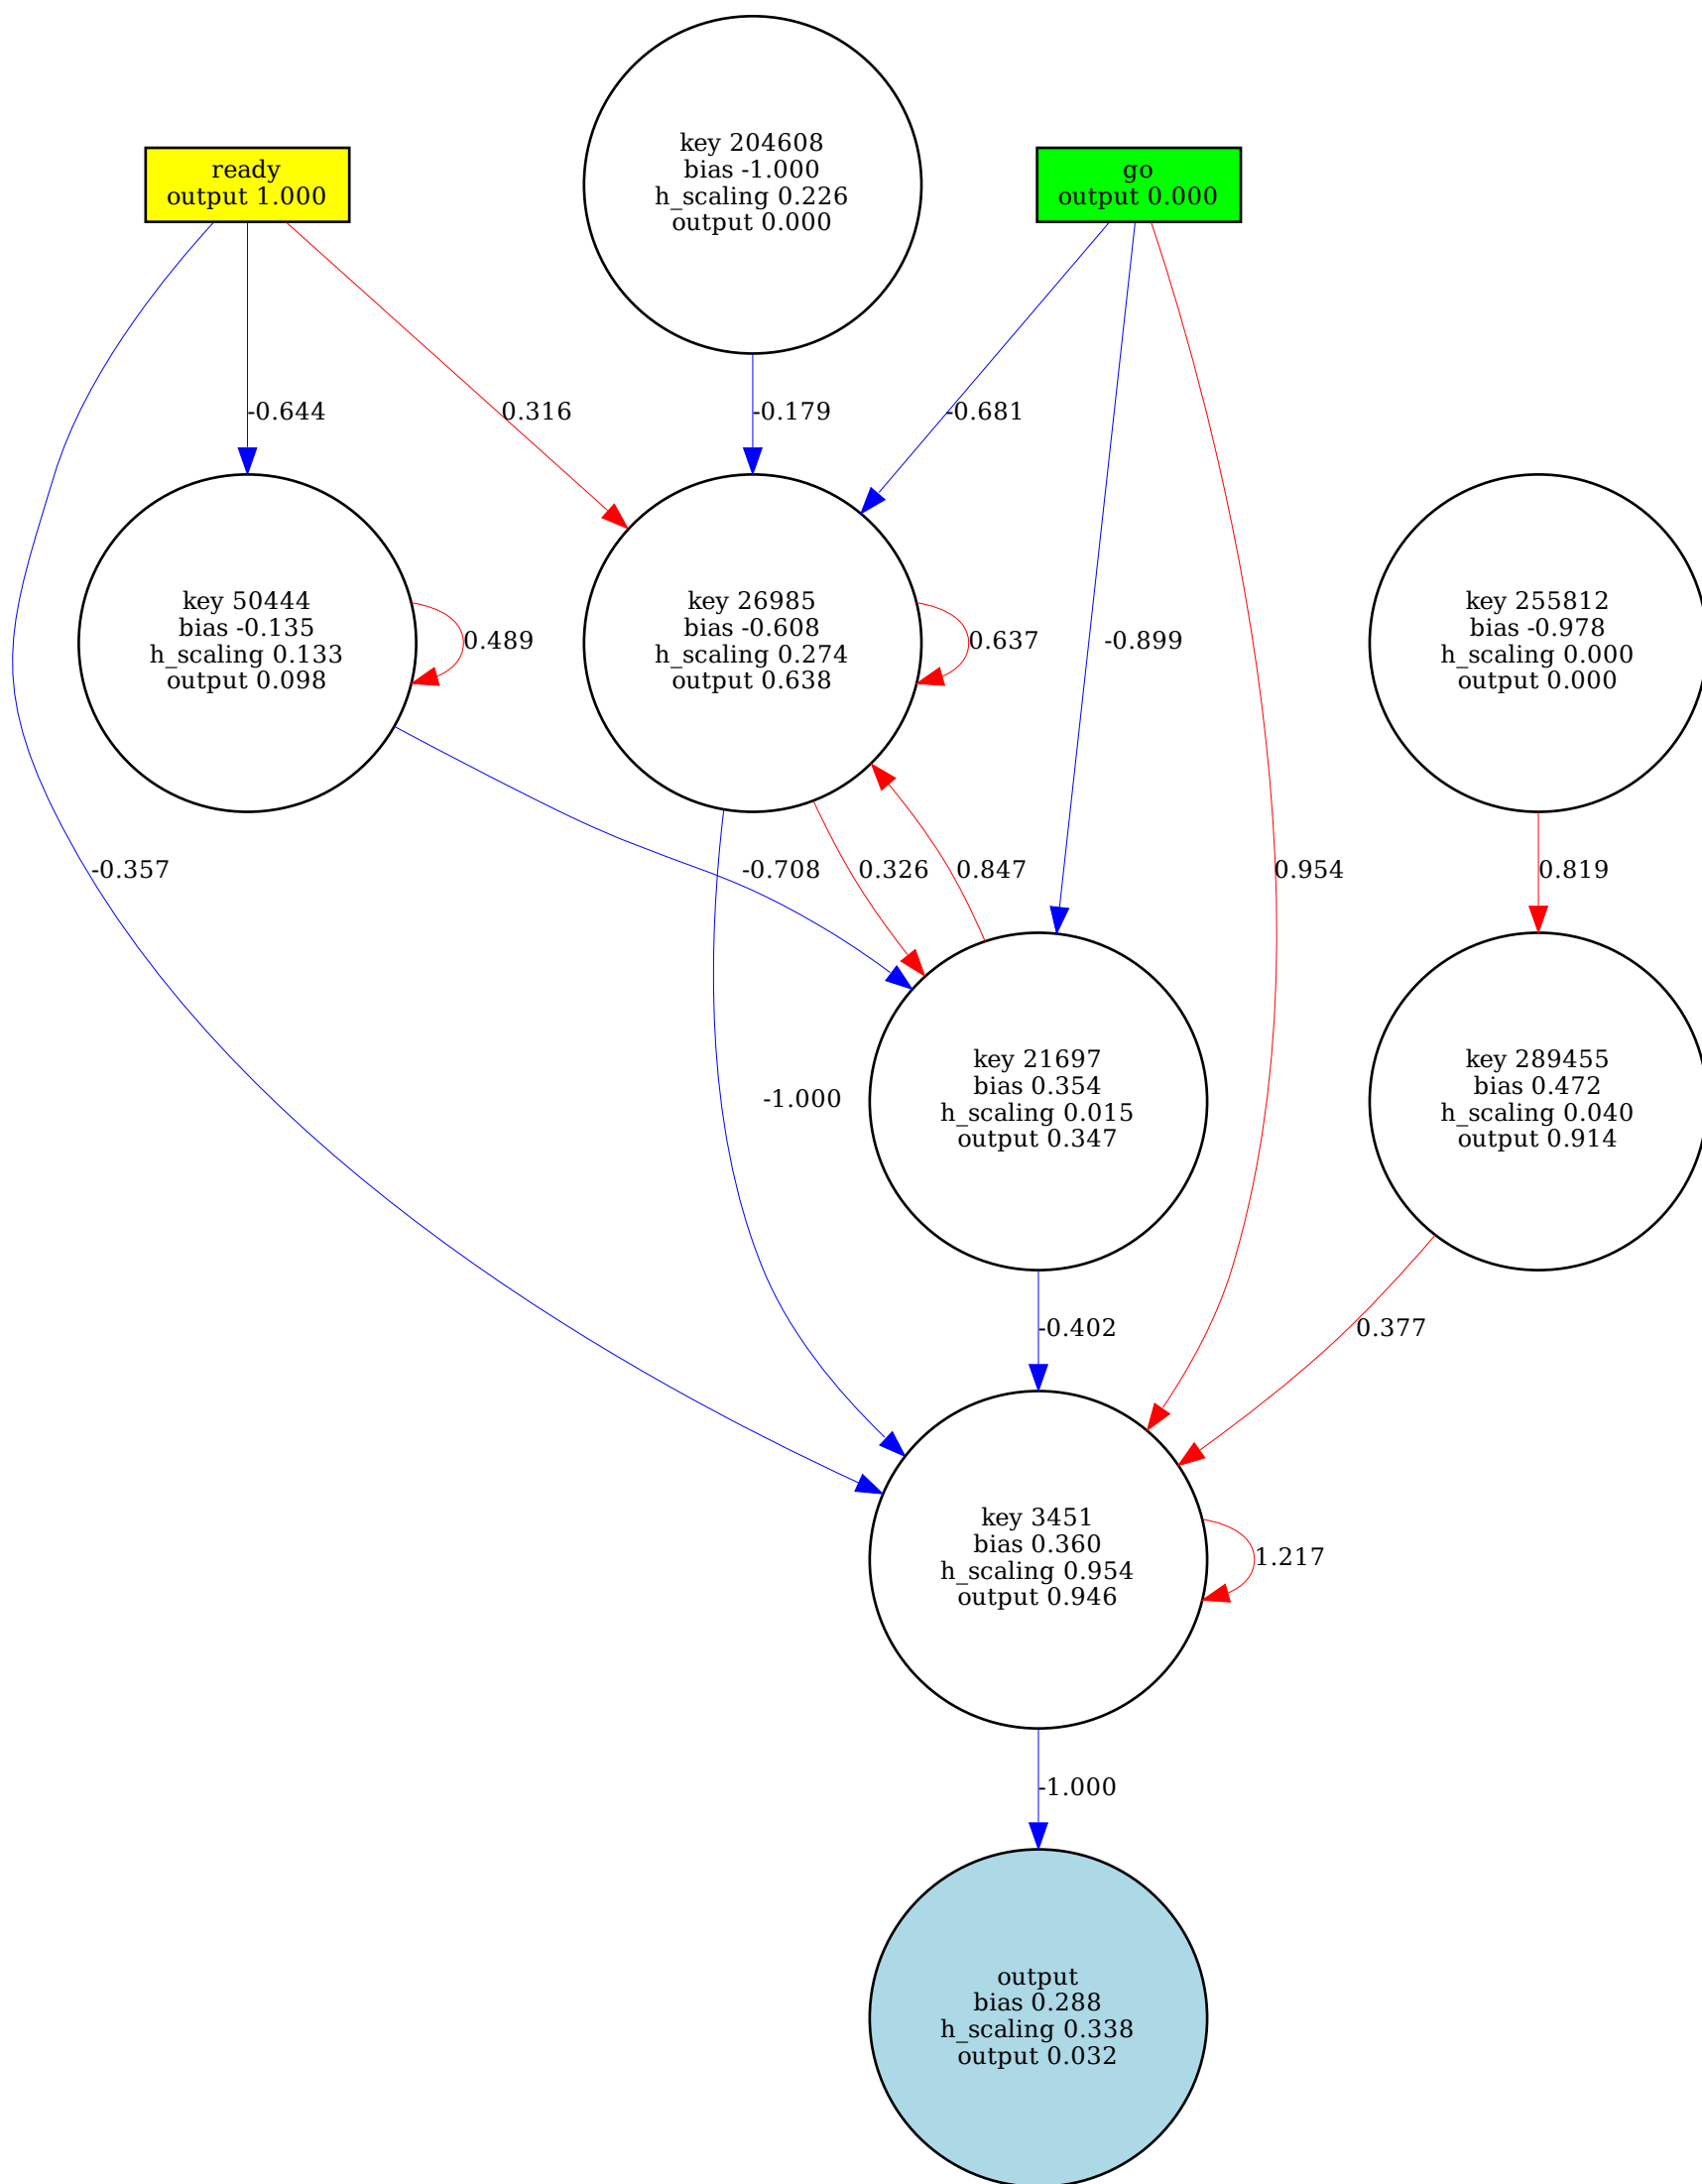 key 204608
bias -1.000
h_scaling 0.226
output 0.000
ready
output 1.000
go
output 0.000
-0.644
0.316
-0.179
-0.681
key 50444
bias -0.135
h_scaling 0.133
output 0.098
0.489
key 26985
bias -0.608
h_scaling 0.274
output 0.638
0.637
-0.899
key 255812
bias -0.978
h_scaling 0.000
output 0.000
-0.357
-0.708
0.326
0.847
0.954
0.819
-1.000
key 21697
bias 0.354
h_scaling 0.015
output 0.347
key 289455
bias 0.472
h_scaling 0.040
output 0.914
-0.402
0.377
key 3451
bias 0.360
h_scaling 0.954
output 0.946
1.217
-1.000
output
bias 0.288
h_scaling 0.338
output 0.032